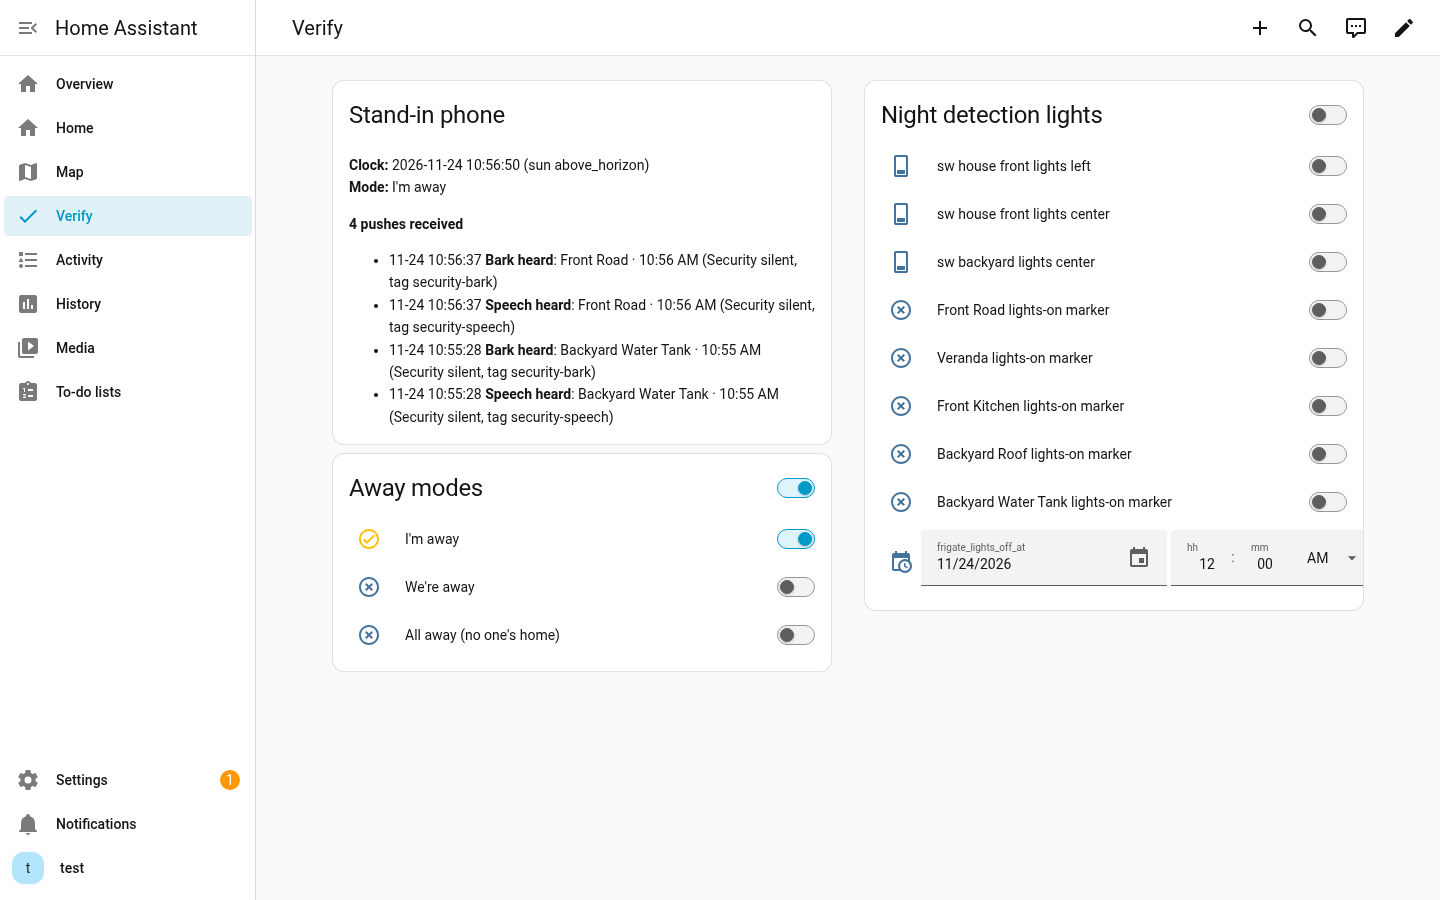 Home Assistant
Verify
Overview
Home
Map
Verify
Activity
History
Media
To-do lists
Settings
1
Notifications
t
test
Stand-in phone
Clock: 2026-11-24 10:56:50 (sun above_horizon)
Mode: I'm away
4 pushes received
11-24 10:56:37 Bark heard: Front Road · 10:56 AM (Security silent,
tag security-bark)
11-24 10:56:37 Speech heard: Front Road · 10:56 AM (Security silent,
tag security-speech)
11-24 10:55:28 Bark heard: Backyard Water Tank · 10:55 AM
(Security silent, tag security-bark)
11-24 10:55:28 Speech heard: Backyard Water Tank · 10:55 AM
(Security silent, tag security-speech)
Away modes
I'm away
We're away
All away (no one's home)
Night detection lights
sw house front lights left
sw house front lights center
sw backyard lights center
Front Road lights-on marker
Veranda lights-on marker
Front Kitchen lights-on marker
Backyard Roof lights-on marker
Backyard Water Tank lights-on marker
frigate_lights_off_at
11/24/2026
hh mm
12 : 00 AM